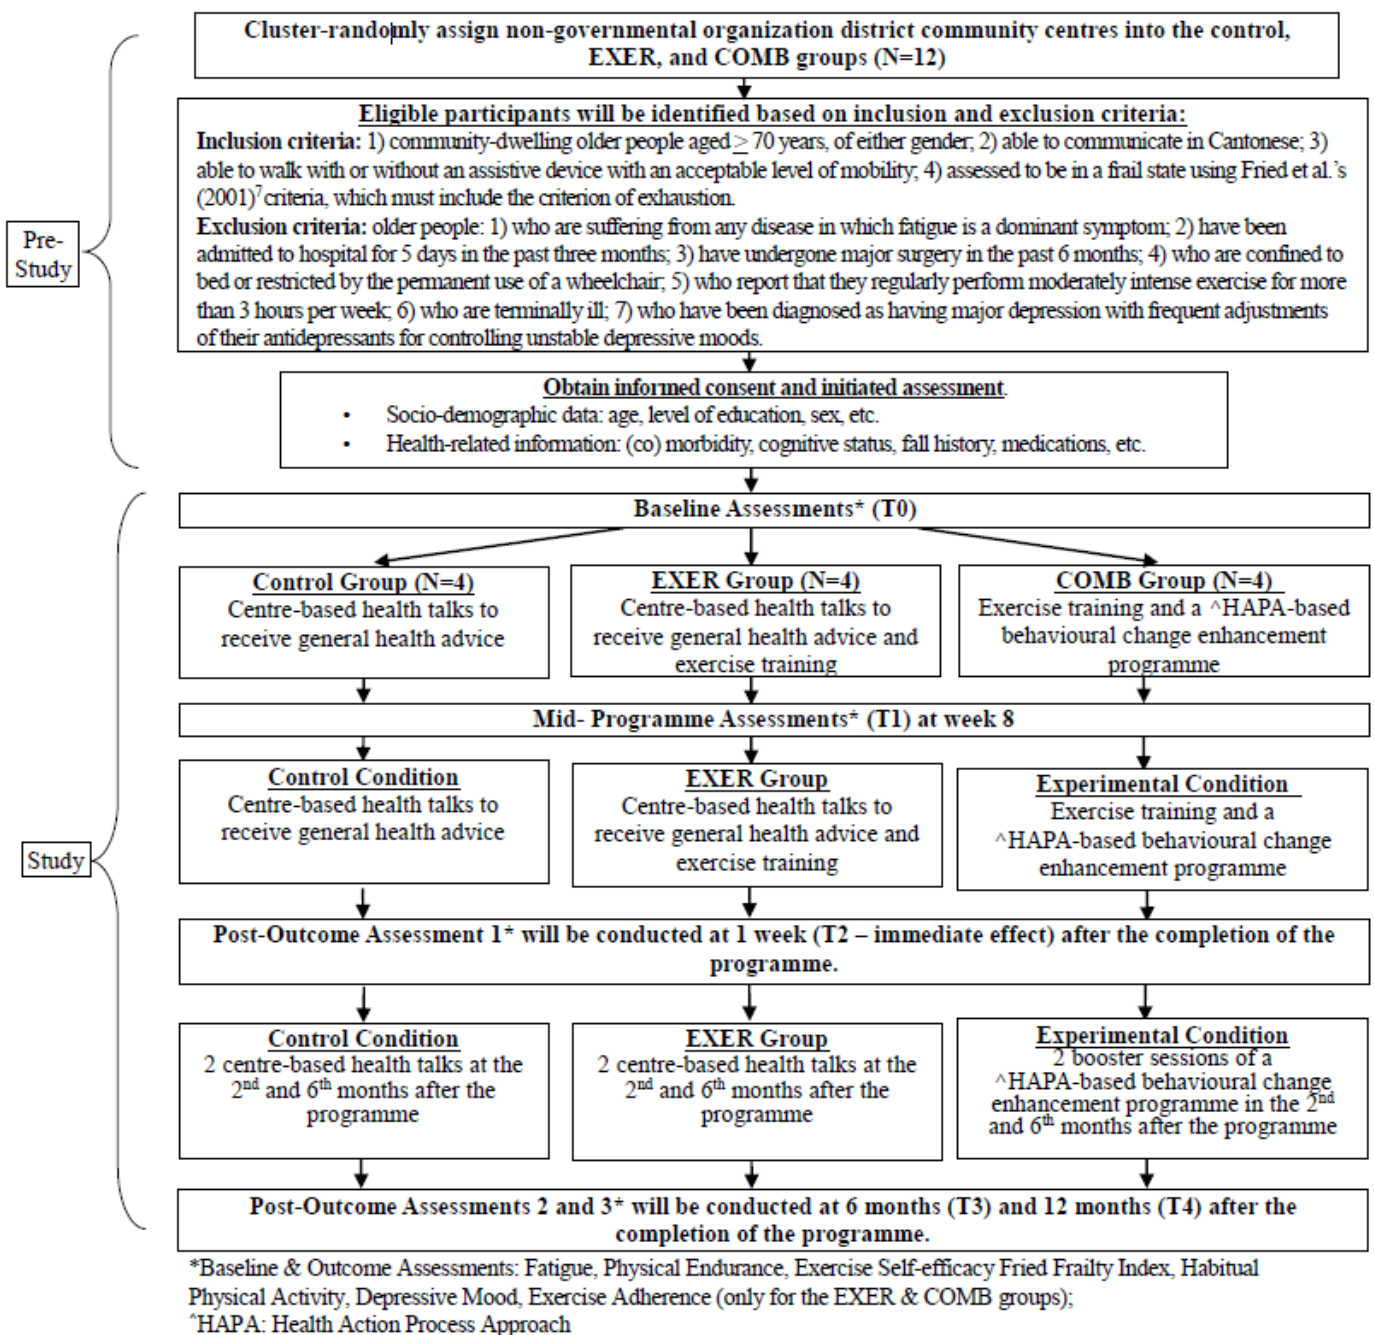 Cluster-randomly assign non-governmental organization district community centres into the control,
EXER, and COMB groups (N=12)
Eligible participants will be identified based on inclusion and exclusion criteria:
Inclusion criteria: 1) community-dwelling older people aged ≥ 70 years, of either gender; 2) able to communicate in Cantonese; 3)
able to walk with or without an assistive device with an acceptable level of mobility; 4) assessed to be in a frail state using Fried et al.'s
(2001)7 criteria, which must include the criterion of exhaustion.
Exclusion criteria: older people: 1) who are suffering from any disease in which fatigue is a dominant symptom; 2) have been
admitted to hospital for 5 days in the past three months; 3) have undergone major surgery in the past 6 months; 4) who are confined to
bed or restricted by the permanent use of a wheelchair; 5) who report that they regularly perform moderately intense exercise for more
than 3 hours per week; 6) who are terminally ill; 7) who have been diagnosed as having major depression with frequent adjustments
of their antidepressants for controlling unstable depressive moods.
Pre-
Study
Obtain informed consent and initiated assessment.
• Socio-demographic data: age, level of education, sex, etc.
• Health-related information: (co) morbidity, cognitive status, fall history, medications, etc.
Baseline Assessments* (T0)
Control Group (N=4)
Centre-based health talks to
receive general health advice
EXER Group (N=4)
Centre-based health talks to
receive general health advice and
exercise training
COMB Group (N=4)
Exercise training and a ^HAPA-based
behavioural change enhancement
programme
Mid- Programme Assessments* (T1) at week 8
Control Condition
Centre-based health talks to
receive general health advice
EXER Group
Centre-based health talks to
receive general health advice and
exercise training
Experimental Condition
Exercise training and a
^HAPA-based behavioural change
enhancement programme
Study
Post-Outcome Assessment 1* will be conducted at 1 week (T2 – immediate effect) after the completion of the
programme.
Control Condition
2 centre-based health talks at the
2nd and 6th months after the
programme
EXER Group
2 centre-based health talks at the
2nd and 6th months after the
programme
Experimental Condition
2 booster sessions of a
^HAPA-based behavioural change
enhancement programme in the 2nd
and 6th months after the programme
Post-Outcome Assessments 2 and 3* will be conducted at 6 months (T3) and 12 months (T4) after the
completion of the programme.
*Baseline & Outcome Assessments: Fatigue, Physical Endurance, Exercise Self-efficacy Fried Frailty Index, Habitual
Physical Activity, Depressive Mood, Exercise Adherence (only for the EXER & COMB groups);
^HAPA: Health Action Process Approach